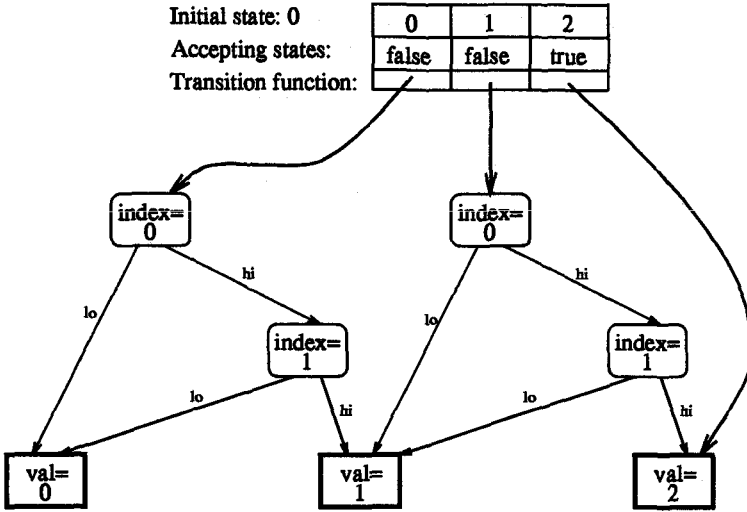 Initial state: 0
0 1 2
Accepting states:
false false true
Transition function:
index=
0
index=
0
hi
hi
lo
lo
index=
1
index=
1
lo
hi
lo
hi
val=
0
val=
1
val=
2